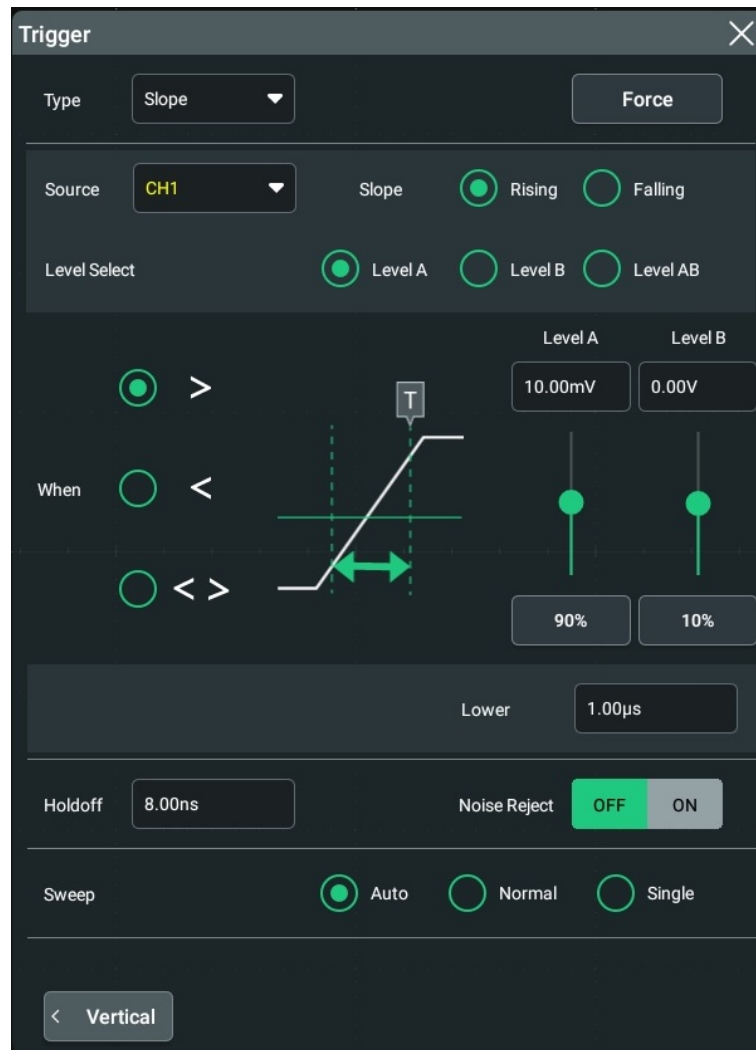 Trigger
Type Slope Force
Source CH1 Slope Rising Falling
Level Select Level A Level B Level AB
Level A Level B
> 10.00mV 0.00V
T
When <
< >
90% 10%
Lower 1.00µs
Holdoff 8.00ns Noise Reject OFF ON
Sweep Auto Normal Single
< Vertical